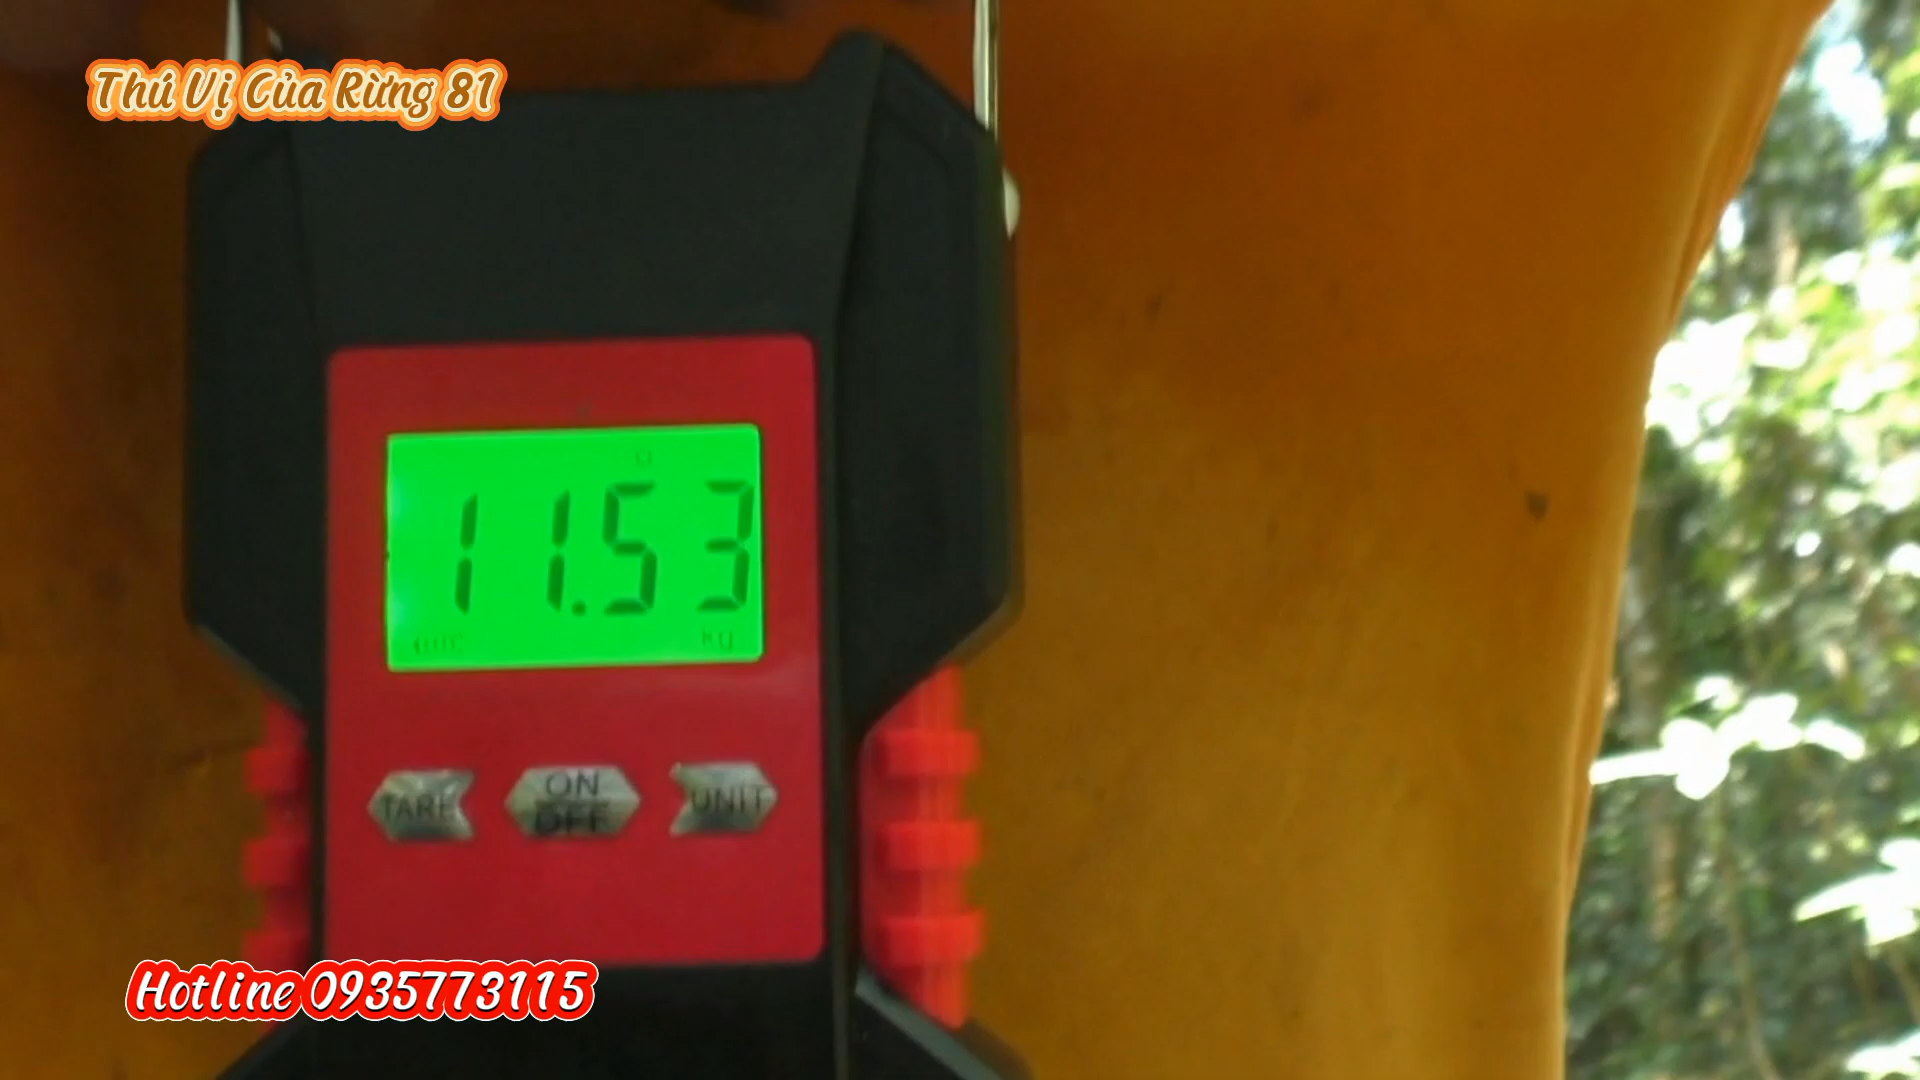 Thú Vị Của Rừng 81
11.53
kg
TARE
ON
OFF
UNIT
Hotline 0935773115